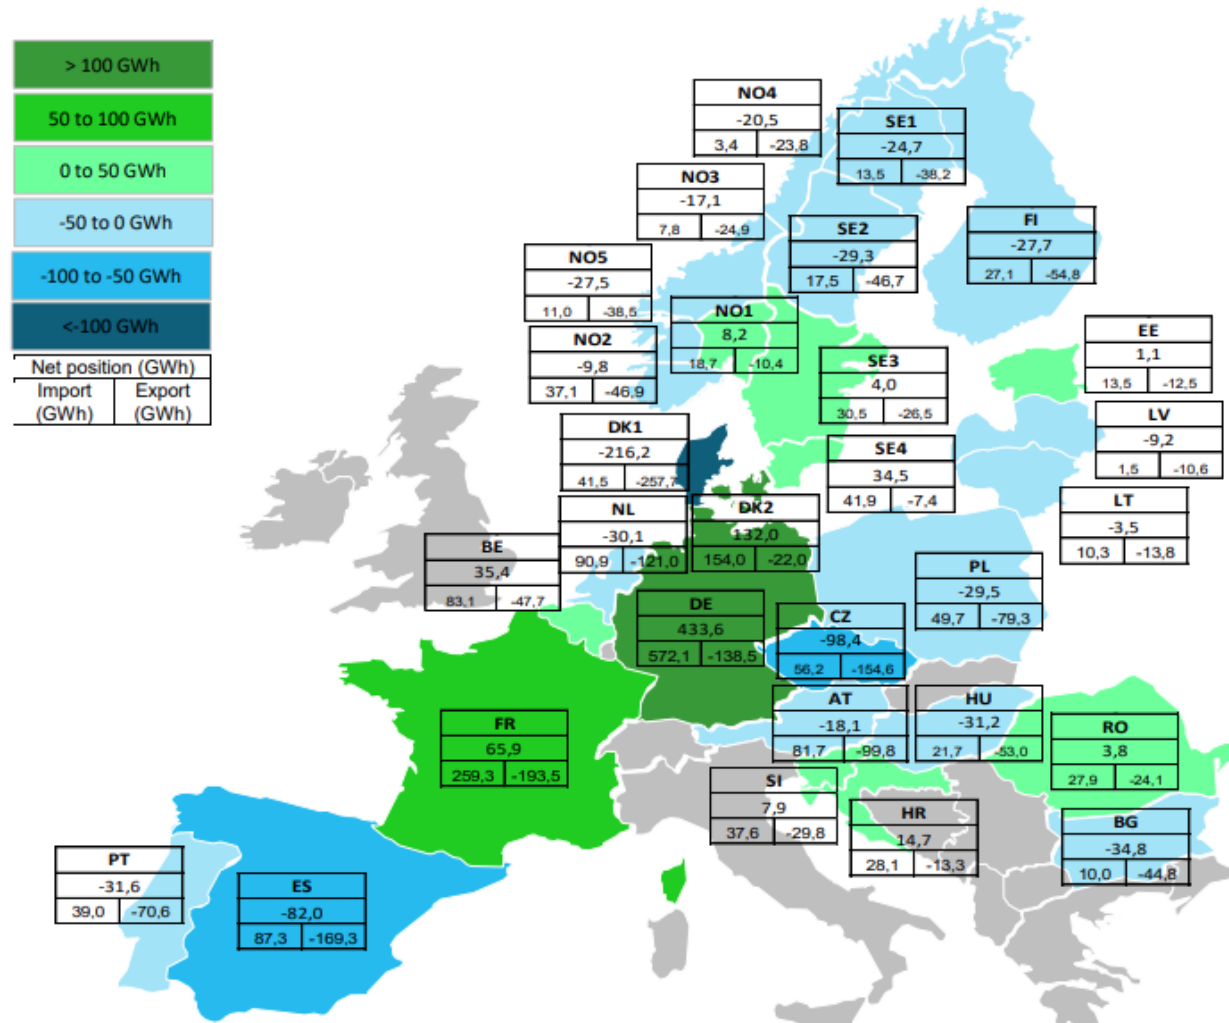 > 100 GWh
50 to 100 GWh
0 to 50 GWh
-50 to 0 GWh
-100 to -50 GWh
<-100 GWh
Net position (GWh)
Import (GWh)
Export (GWh)
NO4
-20,5
3,4 -23,8
SE1
-24,7
13,5 -38,2
NO3
-17,1
7,8 -24,9
SE2
-29,3
17,5 -46,7
FI
-27,7
27,1 -54,8
NO5
-27,5
11,0 -38,5
NO1
8,2
18,7 -10,4
NO2
-9,8
37,1 -46,9
SE3
4,0
30,5 -26,5
EE
1,1
13,5 -12,5
LV
-9,2
1,5 -10,6
DK1
-216,2
41,5 -257,7
SE4
34,5
41,9 -7,4
LT
-3,5
10,3 -13,8
NL
-30,1
90,9 -121,0
DK2
132,0
154,0 -22,0
BE
35,4
83,1 -47,7
PL
-29,5
49,7 -79,3
DE
433,6
572,1 -138,5
CZ
-98,4
56,2 -154,6
AT
-18,1
81,7 -99,8
HU
-31,2
21,7 -53,0
FR
65,9
259,3 -193,5
RO
3,8
27,9 -24,1
SI
7,9
37,6 -29,8
HR
14,7
28,1 -13,3
BG
-34,8
10,0 -44,8
PT
-31,6
39,0 -70,6
ES
-82,0
87,3 -169,3